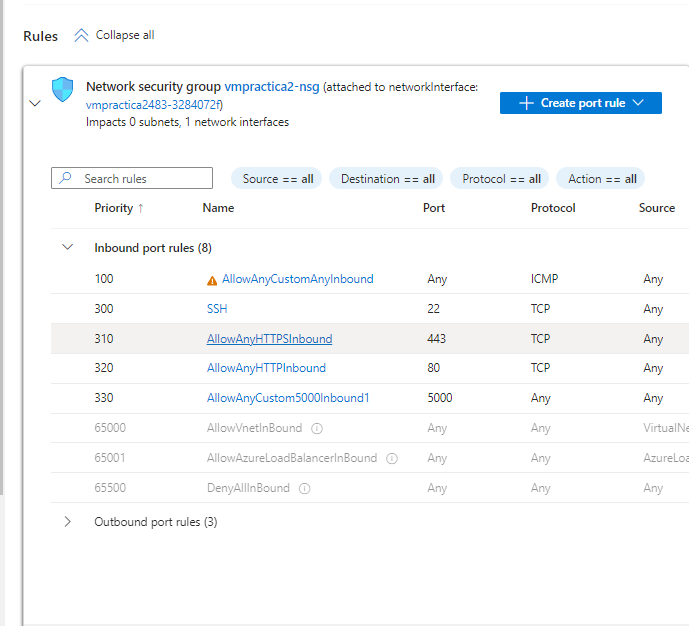 Rules Collapse all
Network security group vmpractica2-nsg (attached to networkInterface:
vmpractica2483-3284072f)
Impacts 0 subnets, 1 network interfaces
Create port rule
Search rules Source == all Destination == all Protocol == all Action == all
Priority ↑ Name Port Protocol Source
Inbound port rules (8)
100 AllowAnyCustomAnyInbound Any ICMP Any
300 SSH 22 TCP Any
310 AllowAnyHTTPSInbound 443 TCP Any
320 AllowAnyHTTPInbound 80 TCP Any
330 AllowAnyCustom5000Inbound1 5000 Any Any
65000 AllowVnetInBound Any Any VirtualNe
65001 AllowAzureLoadBalancerInBound Any Any AzureLoa
65500 DenyAllInBound Any Any Any
Outbound port rules (3)